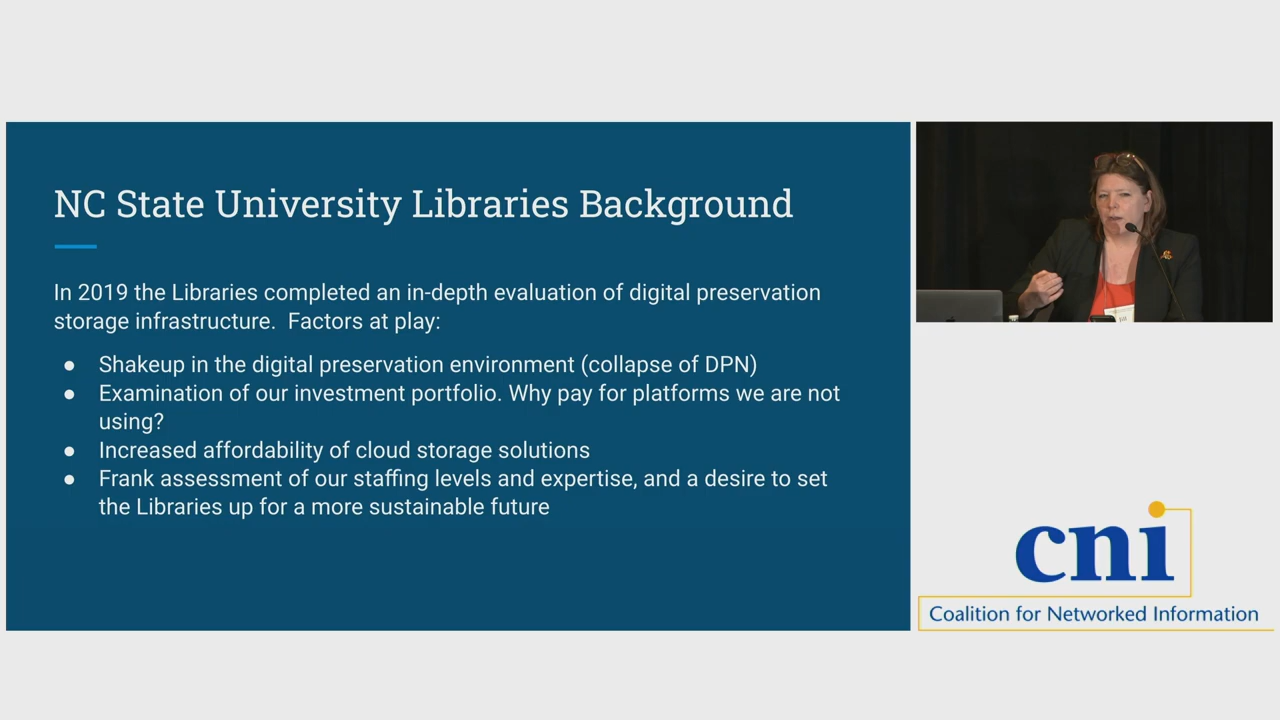 NC State University Libraries Background
In 2019 the Libraries completed an in-depth evaluation of digital preservation
storage infrastructure. Factors at play:
● Shakeup in the digital preservation environment (collapse of DPN)
● Examination of our investment portfolio. Why pay for platforms we are not
using?
● Increased affordability of cloud storage solutions
● Frank assessment of our staffing levels and expertise, and a desire to set
the Libraries up for a more sustainable future
cni
Coalition for Networked Information